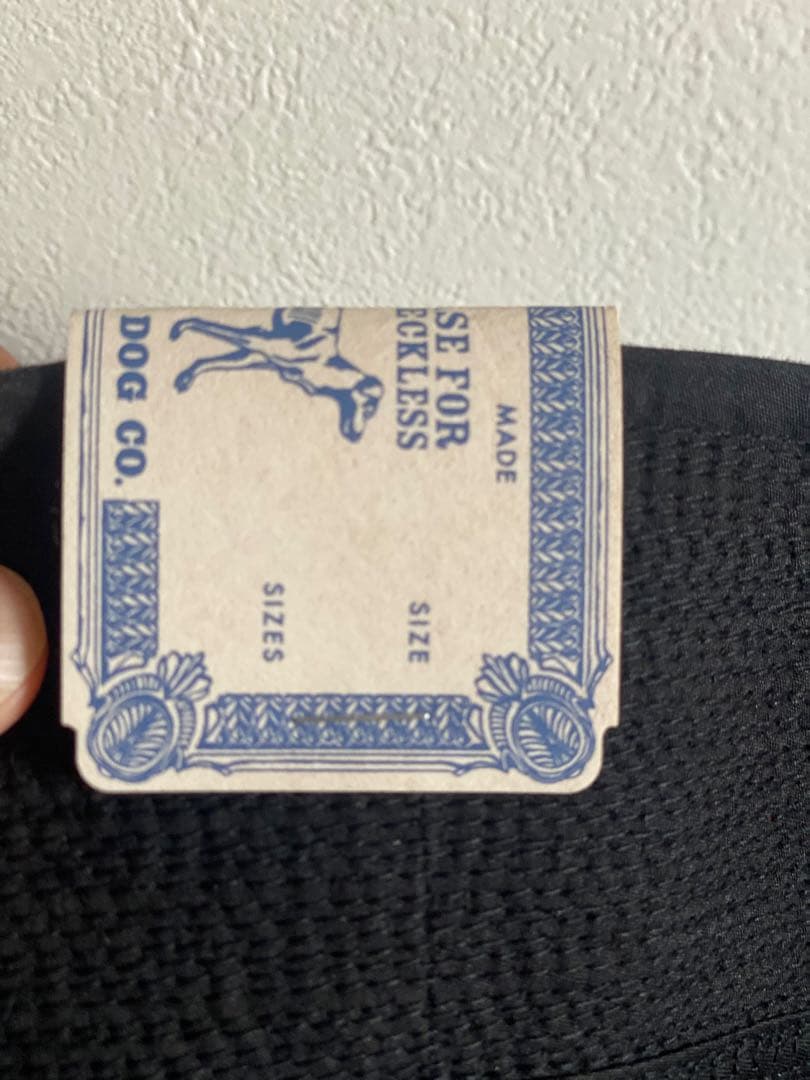 MADE
SE FOR
ECKLESS
SIZE
SIZES
DOG CO.